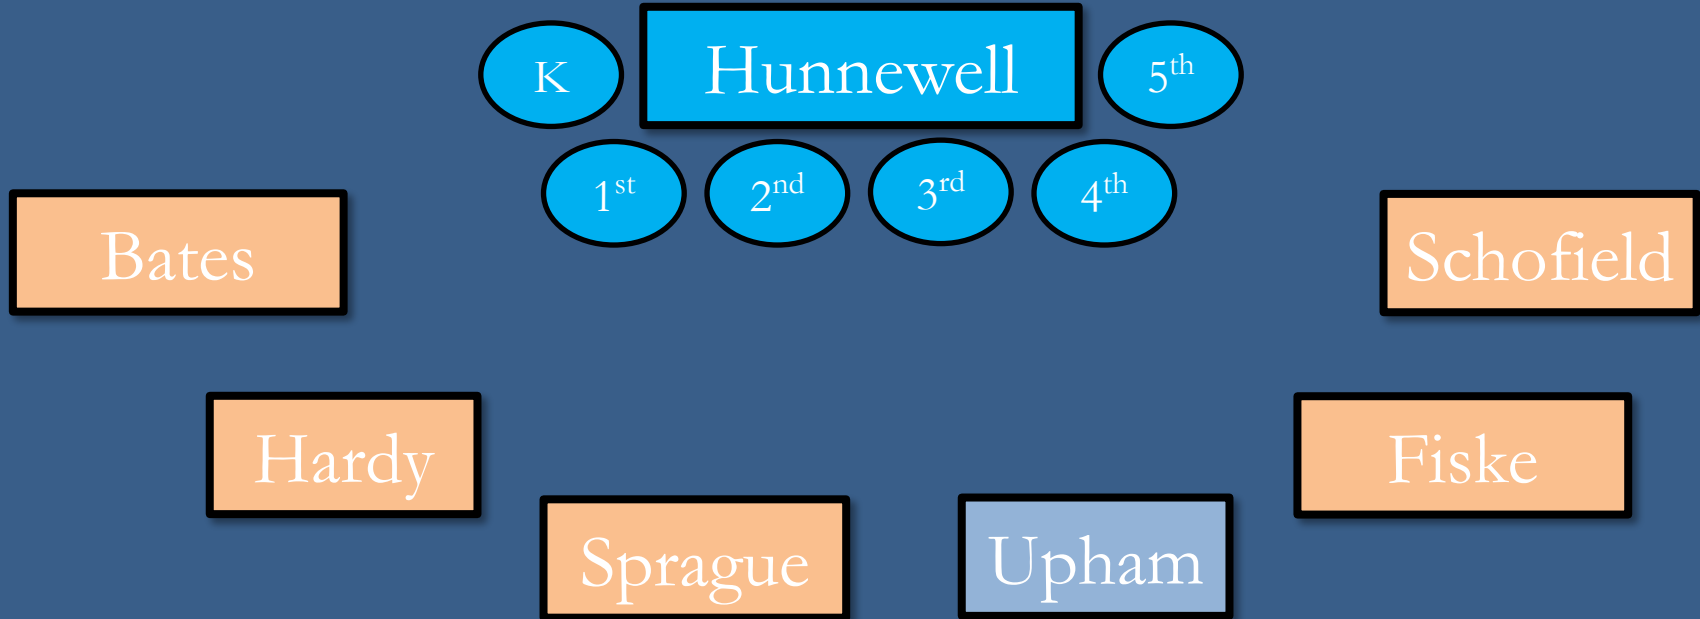 K
Hunnewell
5th
1st
2nd
3rd
4th
Bates
Schofield
Hardy
Fiske
Sprague
Upham